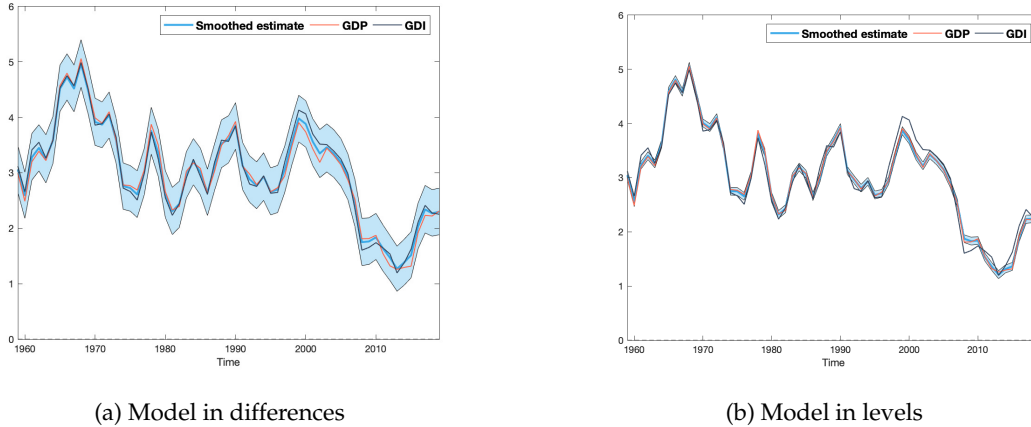 6
Smoothed estimate GDP GDI
5
4
3
2
1
0
1960 1970 1980 1990 2000 2010
Time
(a) Model in differences
6
Smoothed estimate GDP GDI
5
4
3
2
1
0
1960 1970 1980 1990 2000 2010
Time
(b) Model in levels